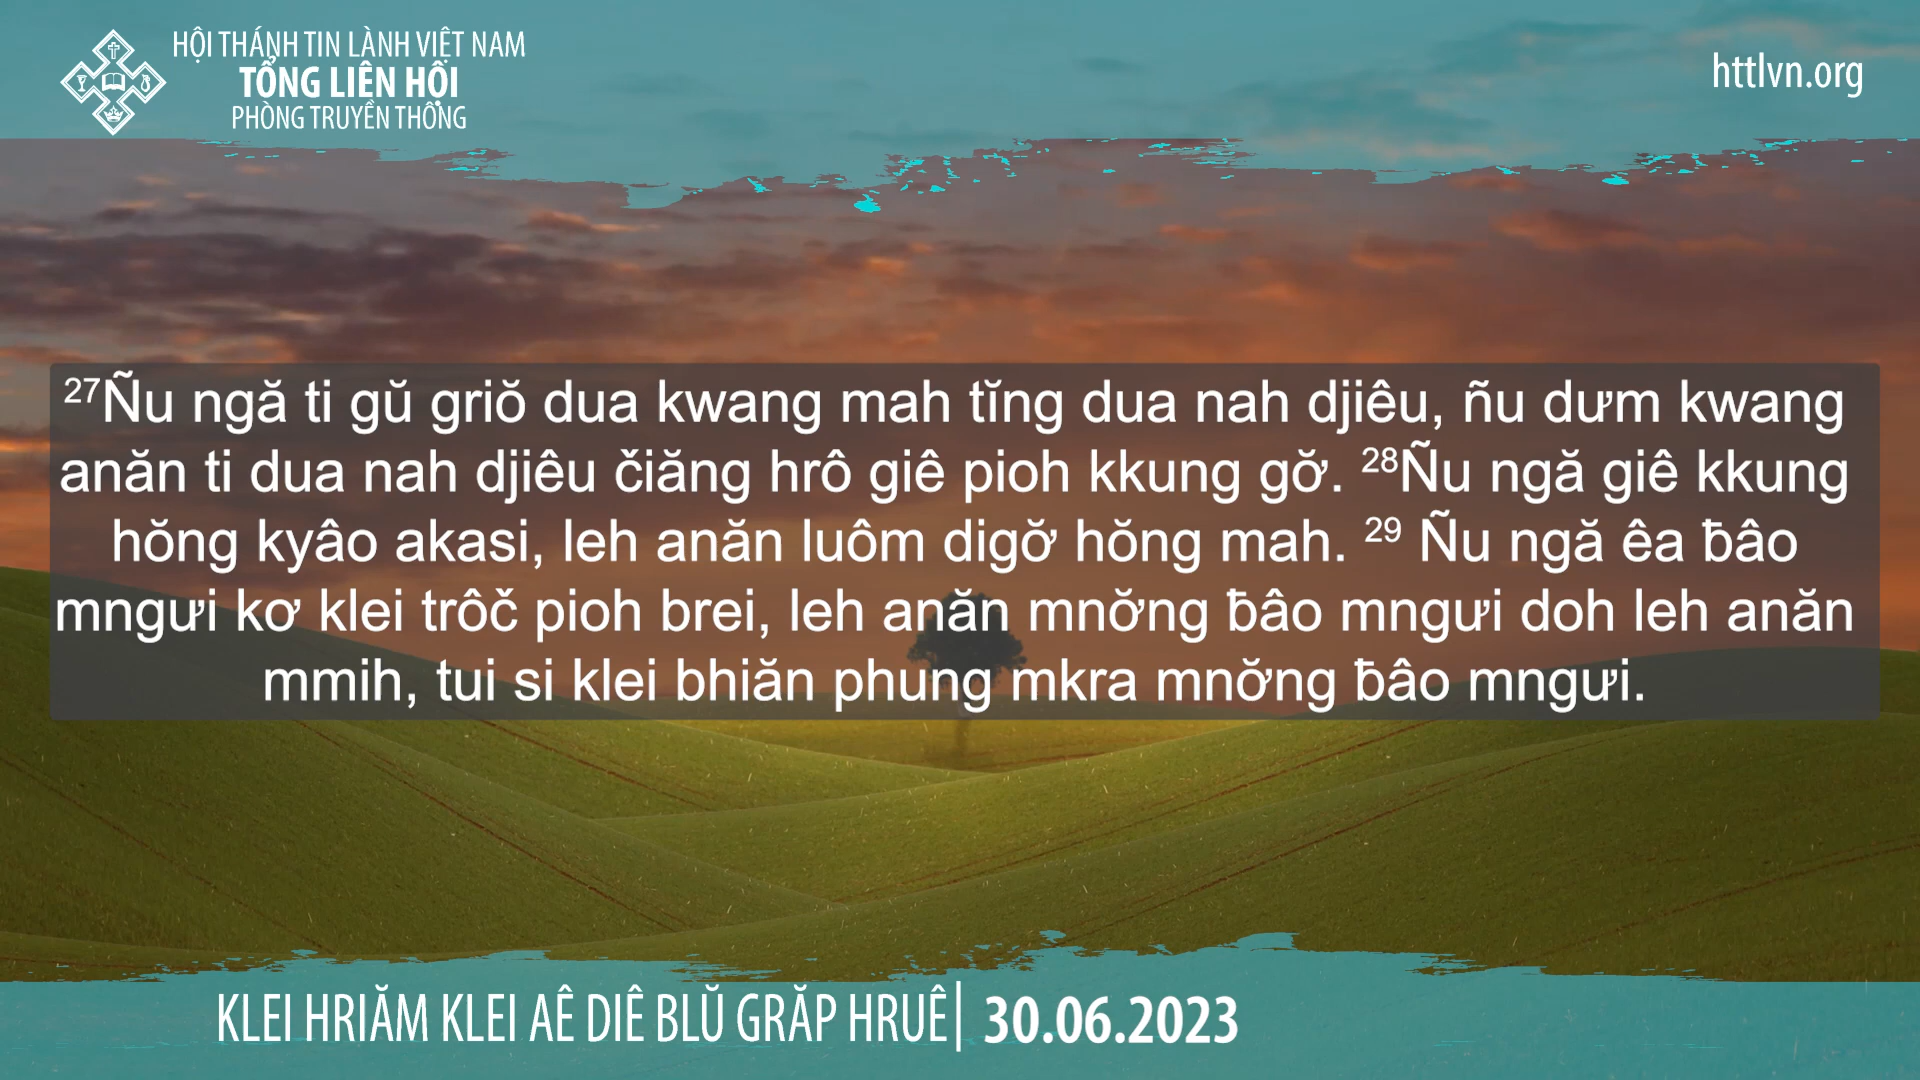 HỘI THÁNH TIN LÀNH VIỆT NAM
TỔNG LIÊN HỘI
PHÒNG TRUYỀN THÔNG
httlvn.org
27Ñu ngă ti gŭ griŏ dua kwang mah tĭng dua nah djiêu, ñu dưm kwang
anăn ti dua nah djiêu čiăng hrô giê pioh kkung gơ̆. 28Ñu ngă giê kkung
hŏng kyâo akasi, leh anăn luôm digơ̆ hŏng mah. 29 Ñu ngă êa ƀâo
mngưi kơ klei trôč pioh brei, leh anăn mnơ̆ng ƀâo mngưi doh leh anăn
mmih, tui si klei bhiăn phung mkra mnơ̆ng ƀâo mngưi.
KLEI HRIĂM KLEI AÊ DIÊ BLŬ GRĂP HRUÊ| 30.06.2023